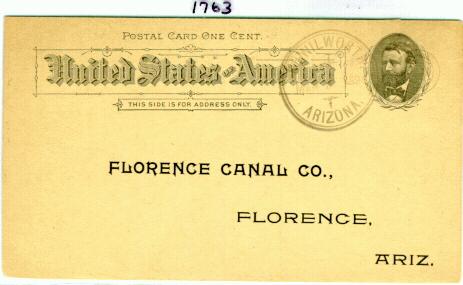 1763
POSTAL CARD ONE CENT.
United States of America
THIS SIDE IS FOR ADDRESS ONLY.
ARIZONA.
FLORENCE CANAL CO.,
FLORENCE,
ARIZ.